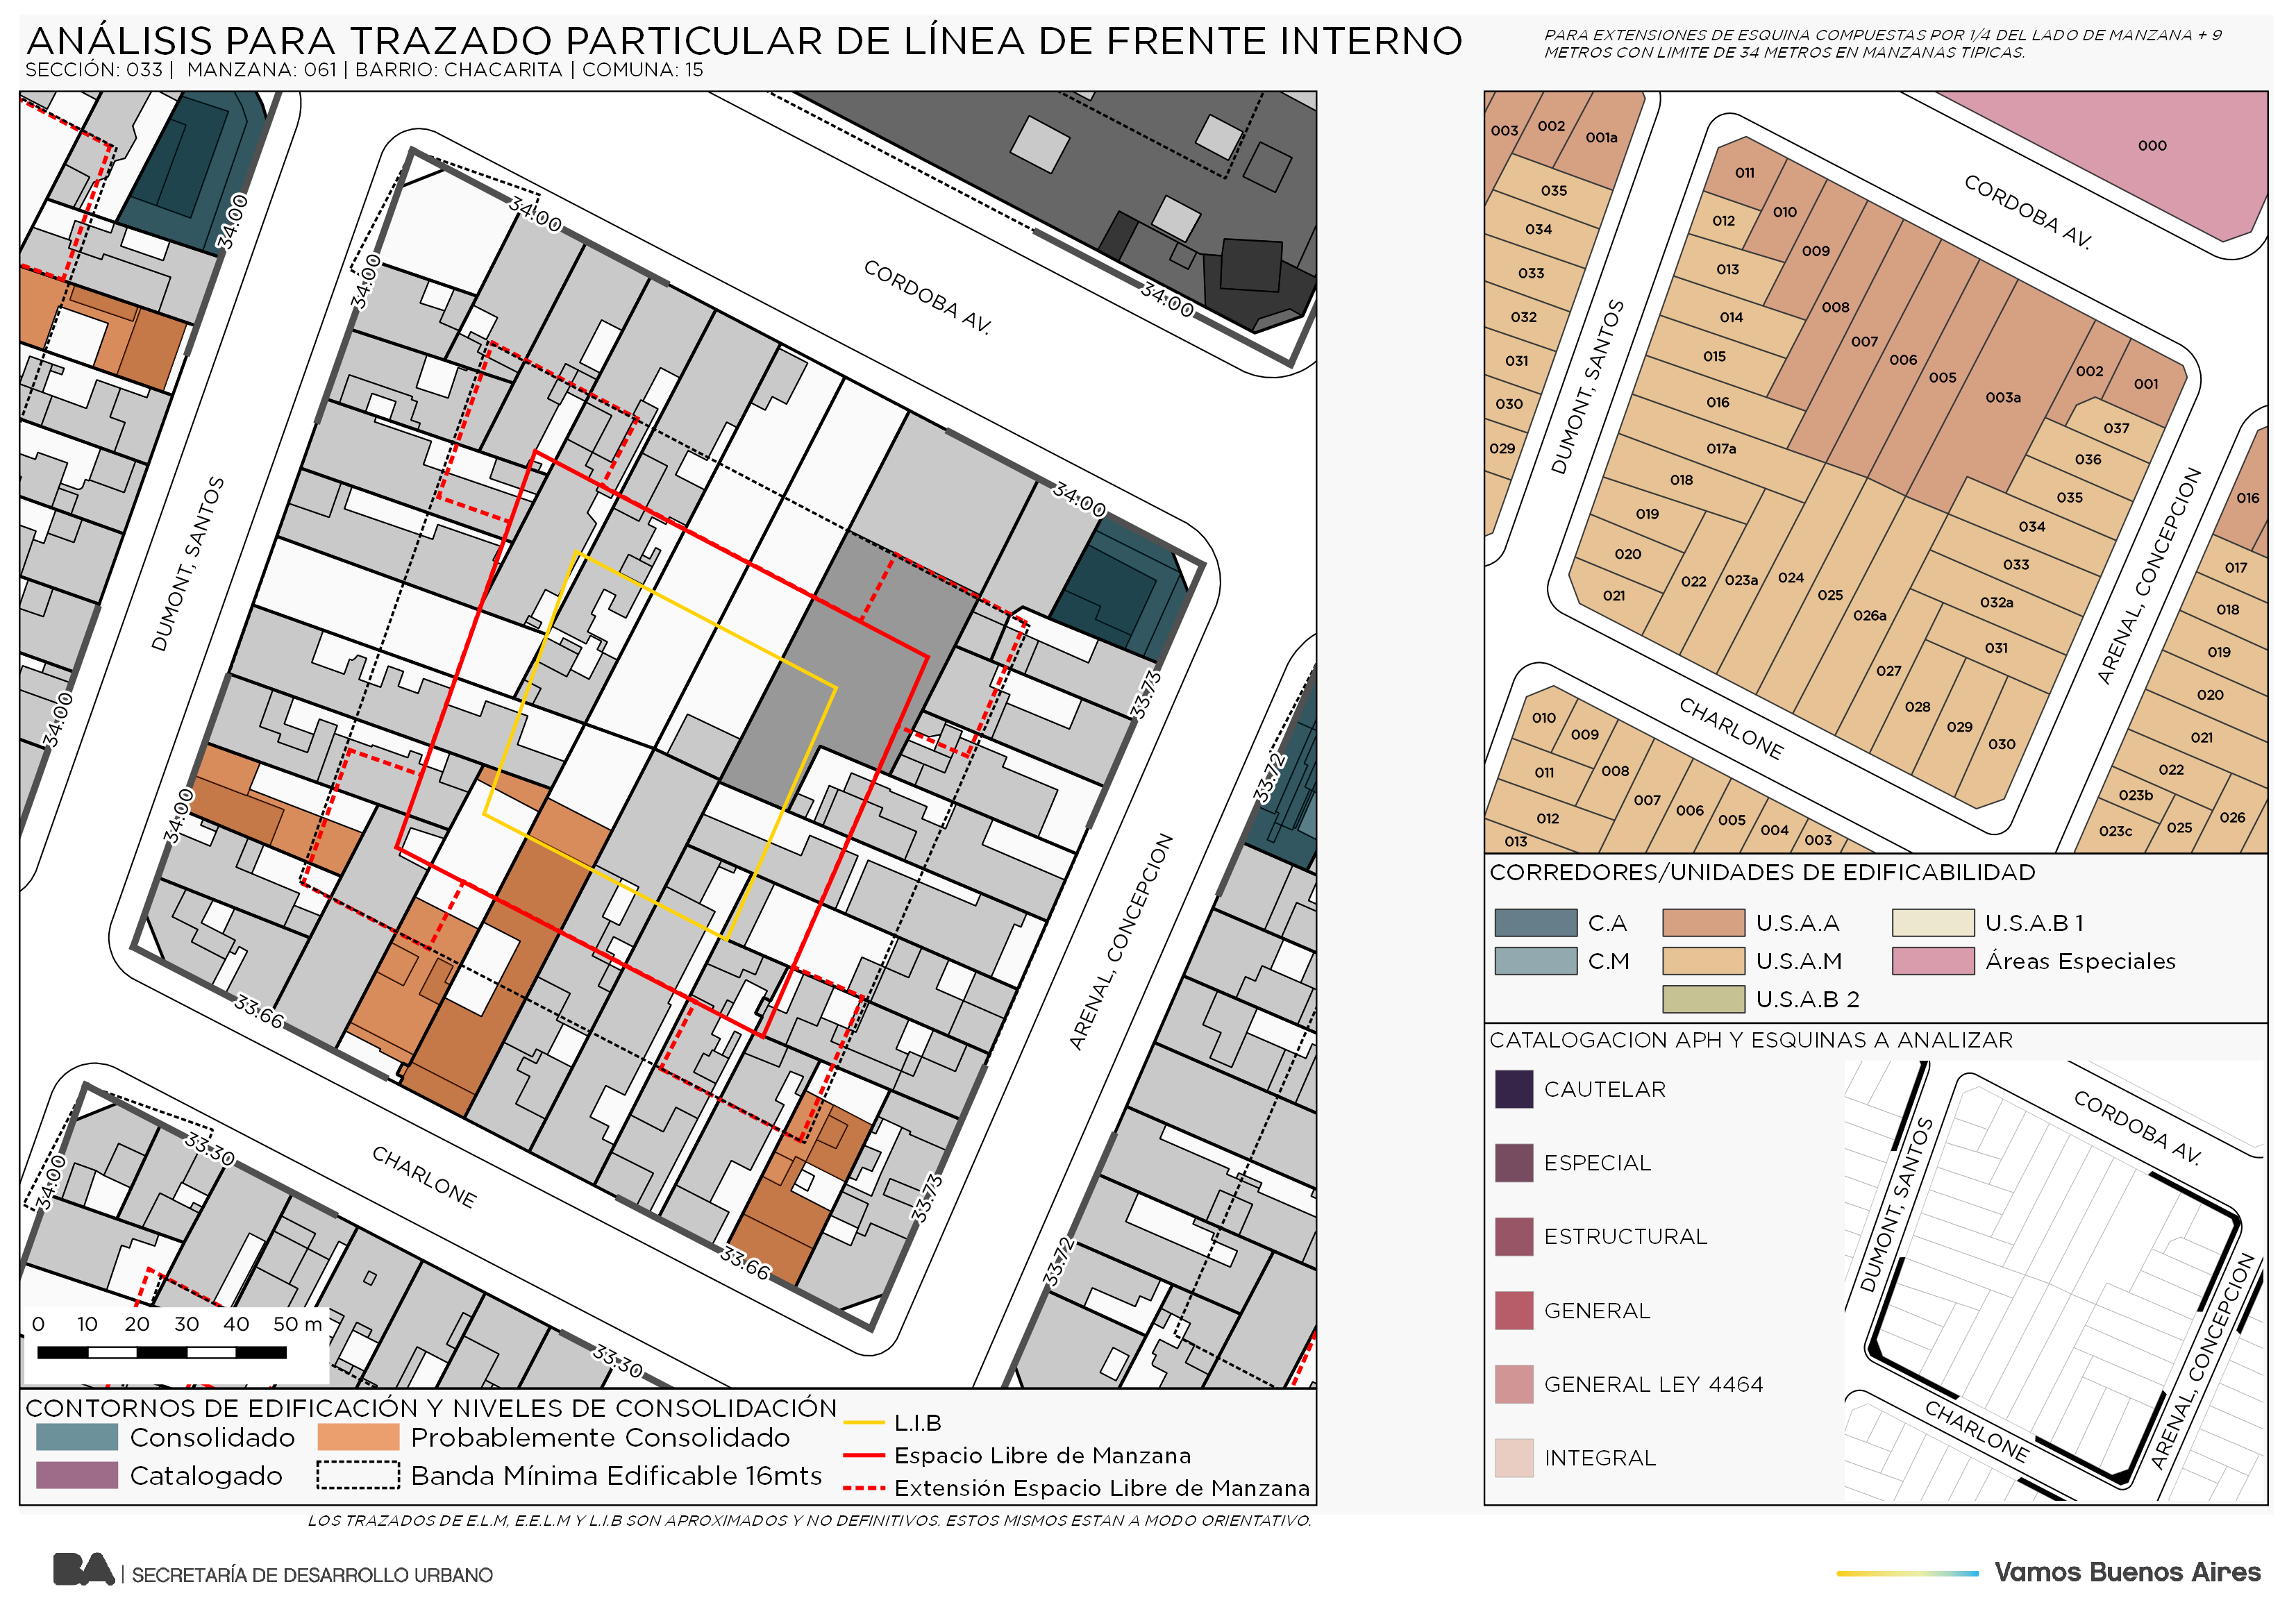 ANÁLISIS PARA TRAZADO PARTICULAR DE LÍNEA DE FRENTE INTERNO
SECCIÓN: 033 | MANZANA: 061 | BARRIO: CHACARITA | COMUNA: 15
PARA EXTENSIONES DE ESQUINA COMPUESTAS POR 1/4 DEL LADO DE MANZANA + 9
METROS CON LIMITE DE 34 METROS EN MANZANAS TIPICAS.
34.00
34.00
34.00
CORDOBA AV.
34.00
34.00
DUMONT, SANTOS
34.00
33.73
33.72
34.00
ARENAL, CONCEPCION
33.66
33.30
34.00
CHARLONE
33.73
33.66
33.72
33.30
0 10 20 30 40 50 m
CONTORNOS DE EDIFICACIÓN Y NIVELES DE CONSOLIDACIÓN
Consolidado
Probablemente Consolidado
Catalogado
Banda Mínima Edificable 16mts
L.I.B
Espacio Libre de Manzana
Extensión Espacio Libre de Manzana
LOS TRAZADOS DE E.L.M, E.E.L.M Y L.I.B SON APROXIMADOS Y NO DEFINITIVOS. ESTOS MISMOS ESTAN A MODO ORIENTATIVO.
003
002
001a
000
035
034
033
032
031
030
029
011
010
012
009
013
008
014
007
015
006
016
005
017a
003a
002
001
018
037
019
036
020
035
021
034
022
023a
024
025
026a
033
032a
031
027
028
029
030
CORDOBA AV.
DUMONT, SANTOS
ARENAL, CONCEPCION
CHARLONE
016
017
018
019
020
021
022
023b
023c
025
026
010
009
011
008
012
007
013
006
005
004
003
CORREDORES/UNIDADES DE EDIFICABILIDAD
C.A
U.S.A.A
U.S.A.B 1
C.M
U.S.A.M
Áreas Especiales
U.S.A.B 2
CATALOGACION APH Y ESQUINAS A ANALIZAR
CAUTELAR
ESPECIAL
ESTRUCTURAL
GENERAL
GENERAL LEY 4464
INTEGRAL
CORDOBA AV.
DUMONT, SANTOS
ARENAL, CONCEPCION
CHARLONE
BA | SECRETARÍA DE DESARROLLO URBANO
Vamos Buenos Aires